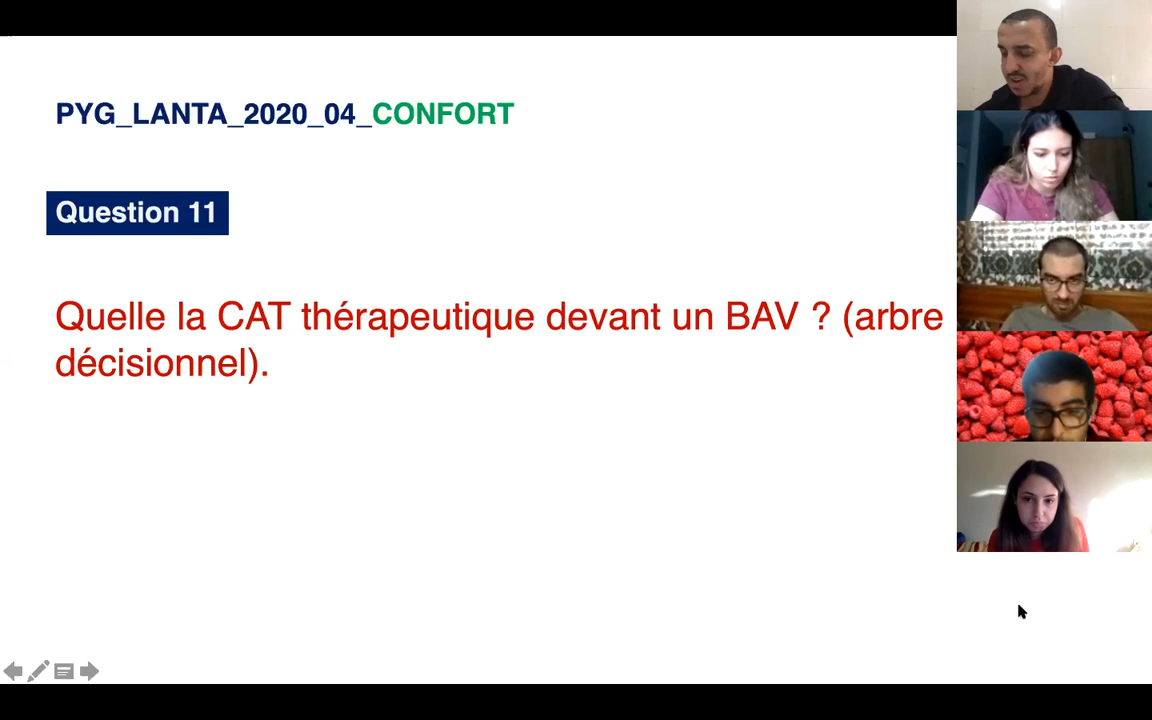 PYG_LANTA_2020_04_CONFORT
Question 11
Quelle la CAT thérapeutique devant un BAV ? (arbre
décisionnel).